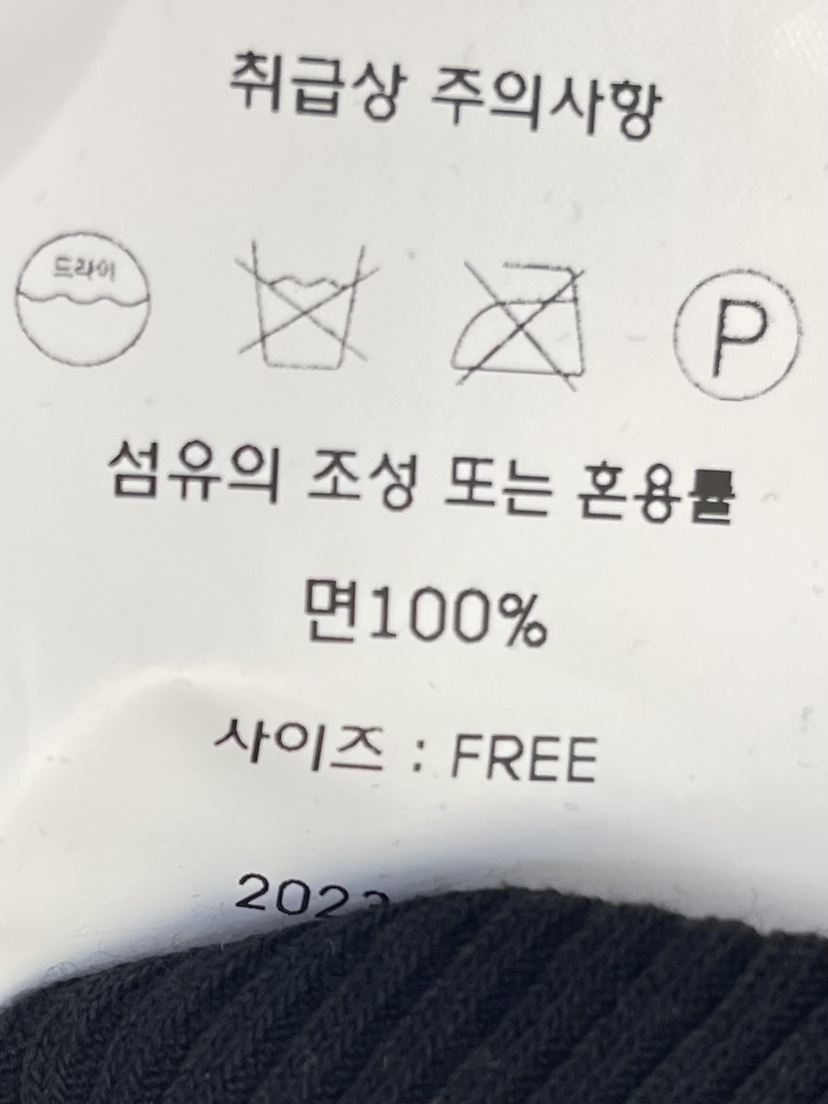 취급상 주의사항
드라이
P
섬유의 조성 또는 혼용률
면100%
사이즈 : FREE